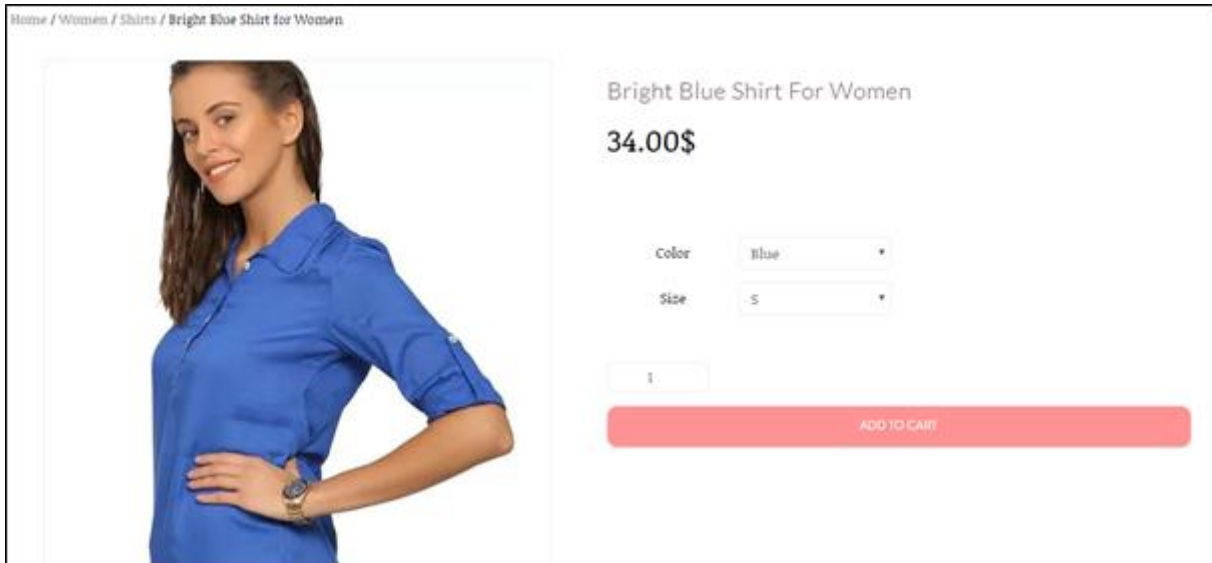 Home / Women / Shirts / Bright Blue Shirt for Women
Bright Blue Shirt For Women
34.00$
Color Blue
Size S
1
ADD TO CART